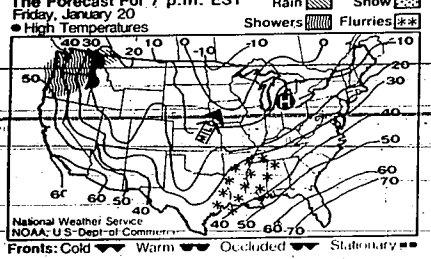 The Forecast For 7 p.m. EST
Friday, January 20
● High Temperatures
Rain
Snow
Showers
Flurries
40 30 20 10 0 -10 -10 0 -10
20
50
30
H
40
MILD
50
60
70
60 60 50 40
National Weather Service
NOAA, U S Dept of Commerce
40 50 60 70
Fronts: Cold Warm Occluded Stationary